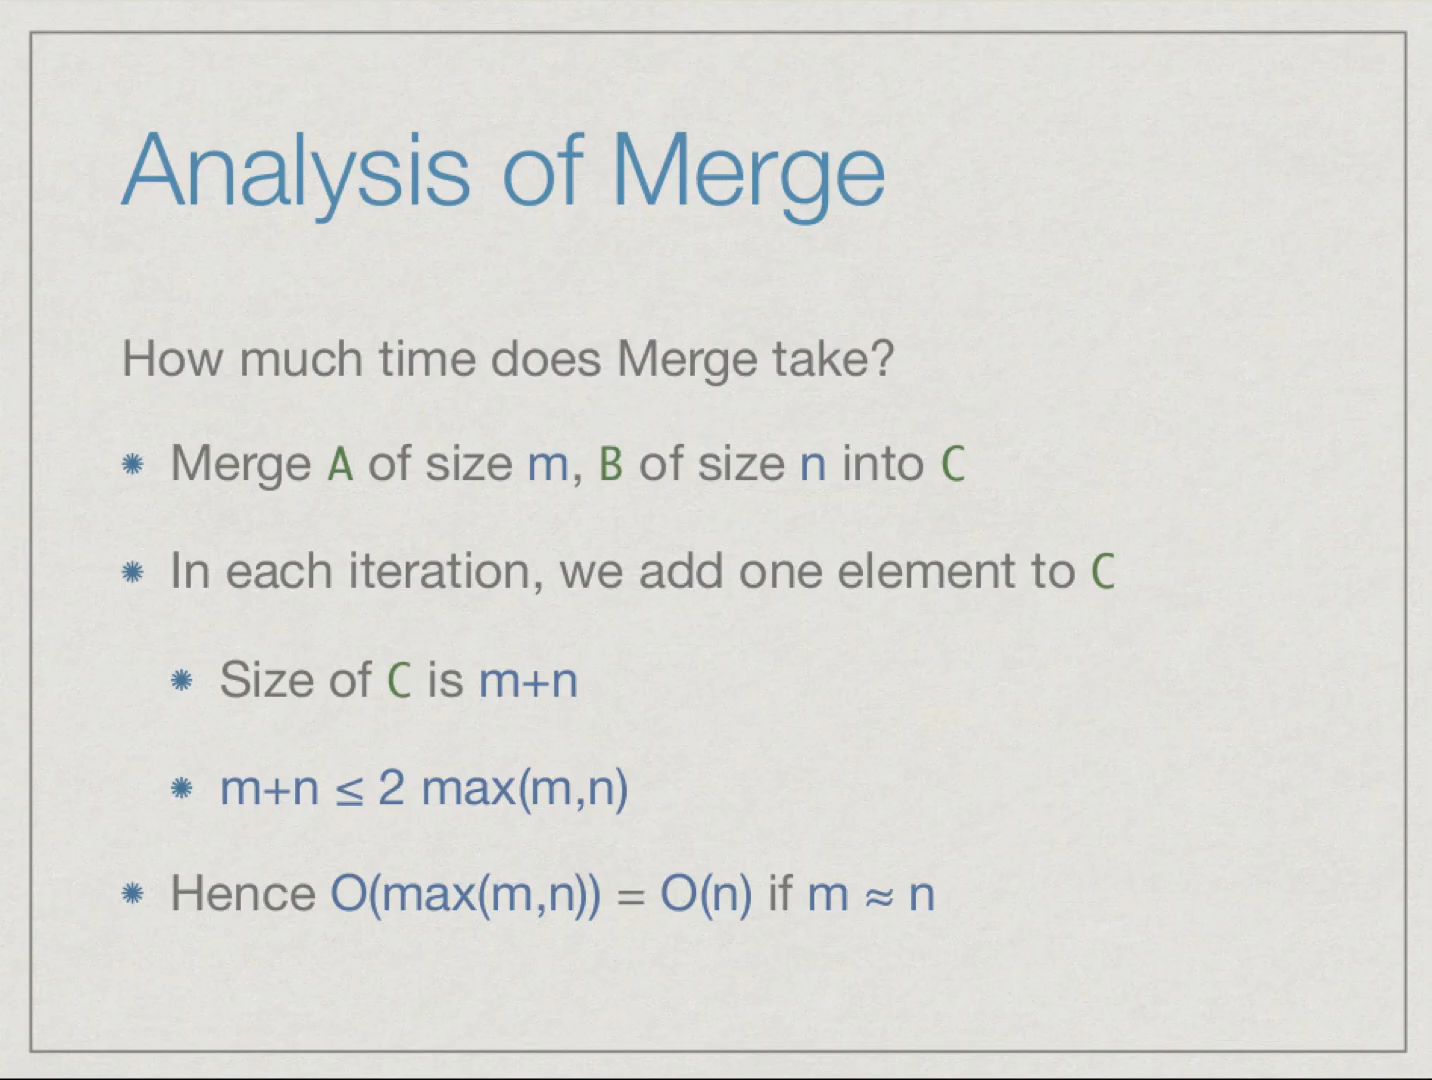 Analysis of Merge
How much time does Merge take?
Merge A of size m, B of size n into C
In each iteration, we add one element to C
Size of C is m+n
m+n ≤ 2 max(m,n)
Hence O(max(m,n)) = O(n) if m ≈ n